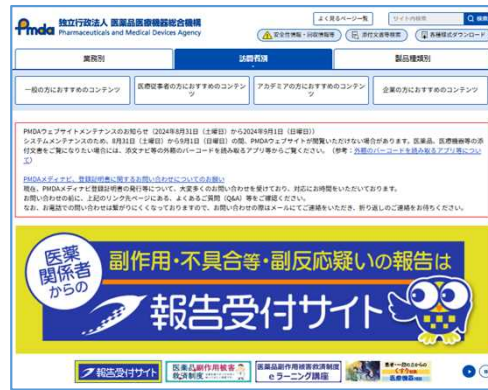 Pmda 独立行政法人 医薬品医療機器総合機構
Pharmaceuticals and Medical Devices Agency
よく見るページ一覧
サイト内検索
検索
安全性情報・回収情報等
添付文書等検索
各種様式ダウンロード
業務別
訪問者別
製品種類別
一般の方におすすめのコンテンツ
医療従事者の方におすすめのコンテンツ
アカデミアの方におすすめのコンテンツ
企業の方におすすめのコンテンツ
PMDAウェブサイトメンテナンスのお知らせ(2024年8月31日(土曜日)から2024年9月1日(日曜日))
システムメンテナンスのため、8月31日(土曜日)から9月1日(日曜日)の間、PMDAウェブサイトが閲覧いただけない場合があります。医薬品、医療機器等の添
付文書をご覧になりたい場合には、添文ナビ等の外箱のバーコードを読み取るアプリ等からご覧ください。(参考:外箱のバーコードを読み取るアプリ等につい
て)
PMDAメディナビ、登録証明書に関するお問い合わせについてのお願い
現在、PMDAメディナビ登録証明書の発行等について、大変多くのお問い合わせを受けており、対応にお時間をいただいております。
お問い合わせの前に、上記のリンク先ページにある、よくあるご質問(Q&A)等をご確認ください。
なお、お電話での問い合わせは繋がりにくくなっておりますので、お問い合わせの際はメールにてご連絡をいただき、折り返しのご連絡をお待ちください。
医薬
関係者
からの
副作用・不具合等・副反応疑いの報告は
報告受付サイト
報告受付サイト
医薬品副作用被害
救済制度
医薬品副作用被害救済制度
eラーニング講座
患者・一般の方からの
くすり相談
医療機器相談